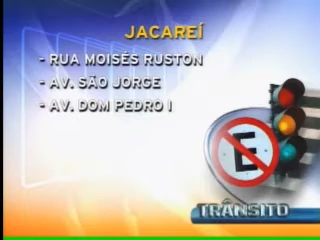 JACAREÍ
- RUA MOISÉS RUSTON
- AV. SÃO JORGE
- AV. DOM PEDRO I
E
TRÂNSITO